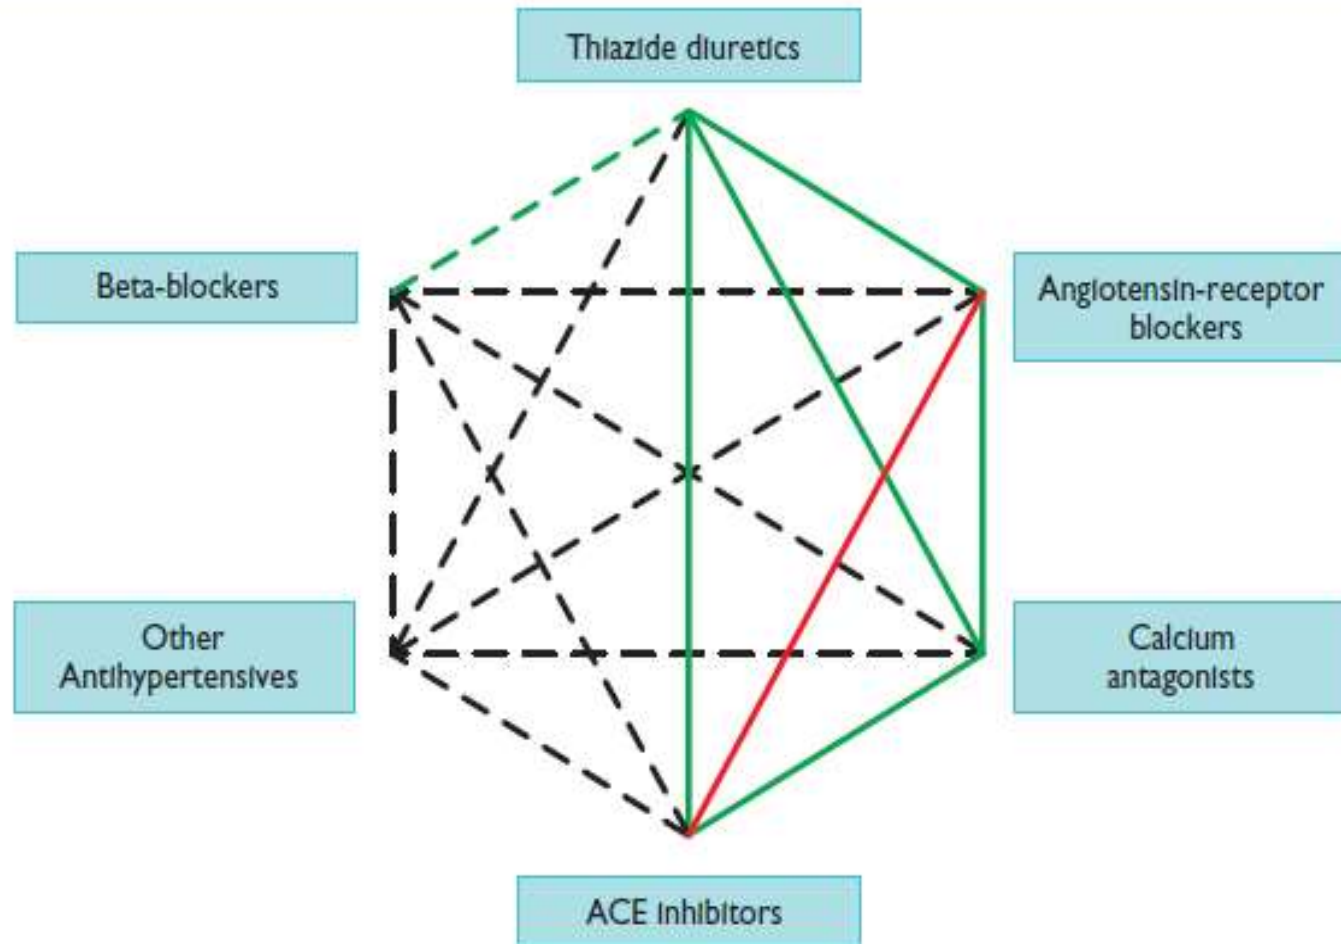 Thiazide diuretics
Beta-blockers
Angiotensin-receptor
blockers
Other
Antihypertensives
Calcium
antagonists
ACE inhibitors